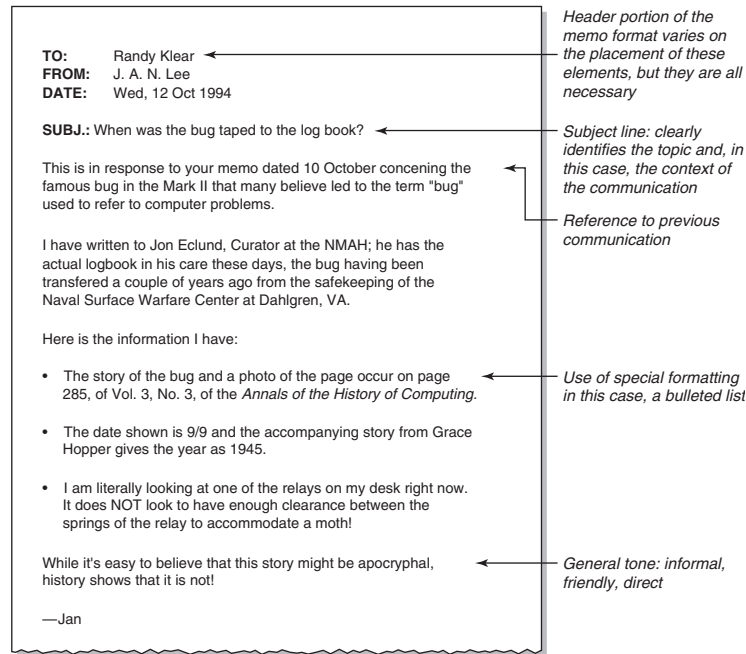 TO: Randy Klear
FROM: J. A. N. Lee
DATE: Wed, 12 Oct 1994
SUBJ.: When was the bug taped to the log book?
This is in response to your memo dated 10 October concening the
famous bug in the Mark II that many believe led to the term "bug"
used to refer to computer problems.
I have written to Jon Eclund, Curator at the NMAH; he has the
actual logbook in his care these days, the bug having been
transfered a couple of years ago from the safekeeping of the
Naval Surface Warfare Center at Dahlgren, VA.
Here is the information I have:
• The story of the bug and a photo of the page occur on page
285, of Vol. 3, No. 3, of the Annals of the History of Computing.
• The date shown is 9/9 and the accompanying story from Grace
Hopper gives the year as 1945.
• I am literally looking at one of the relays on my desk right now.
It does NOT look to have enough clearance between the
springs of the relay to accommodate a moth!
While it's easy to believe that this story might be apocryphal,
history shows that it is not!
—Jan
Header portion of the
memo format varies on
the placement of these
elements, but they are all
necessary
Subject line: clearly
identifies the topic and, in
this case, the context of
the communication
Reference to previous
communication
Use of special formatting
in this case, a bulleted list
General tone: informal,
friendly, direct